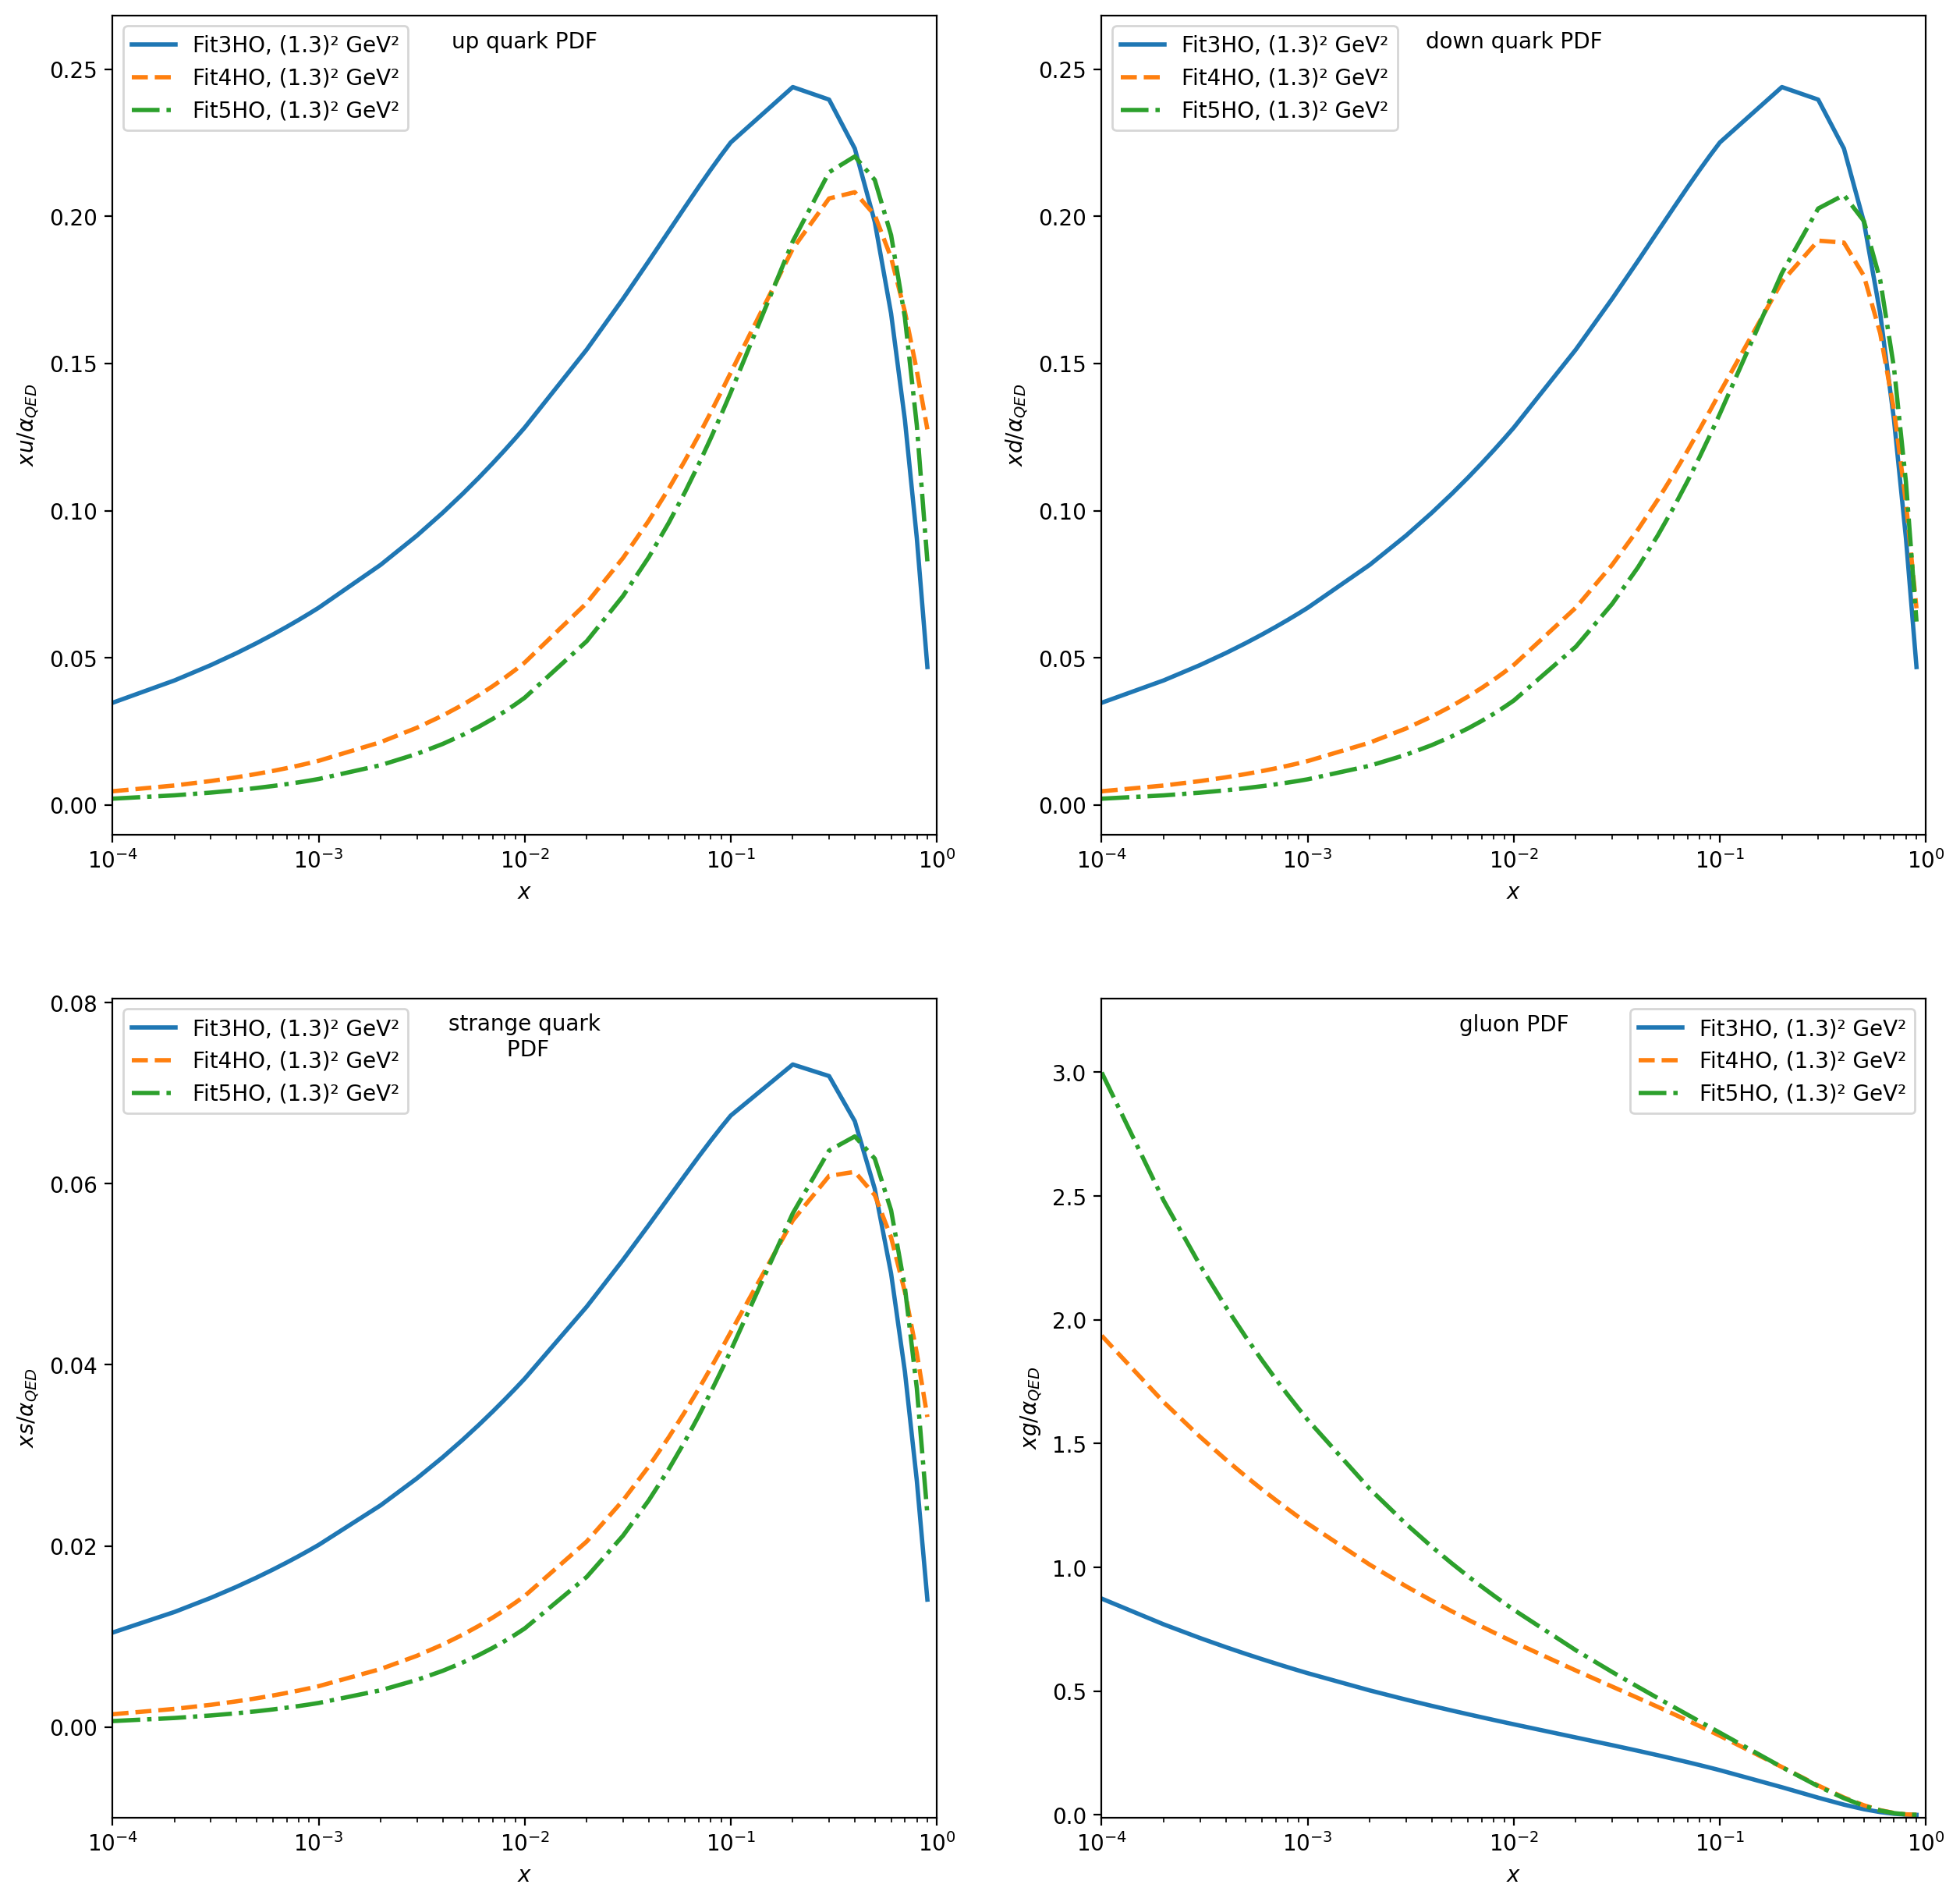 up quark PDF
Fit3HO, (1.3)² GeV²
Fit4HO, (1.3)² GeV²
Fit5HO, (1.3)² GeV²
0.25
0.20
0.15
0.10
0.05
0.00
xu/α_QED
10⁻⁴ 10⁻³ 10⁻² 10⁻¹ 10⁰
x
down quark PDF
Fit3HO, (1.3)² GeV²
Fit4HO, (1.3)² GeV²
Fit5HO, (1.3)² GeV²
0.25
0.20
0.15
0.10
0.05
0.00
xd/α_QED
10⁻⁴ 10⁻³ 10⁻² 10⁻¹ 10⁰
x
strange quark
PDF
Fit3HO, (1.3)² GeV²
Fit4HO, (1.3)² GeV²
Fit5HO, (1.3)² GeV²
0.08
0.06
0.04
0.02
0.00
xs/α_QED
10⁻⁴ 10⁻³ 10⁻² 10⁻¹ 10⁰
x
gluon PDF
Fit3HO, (1.3)² GeV²
Fit4HO, (1.3)² GeV²
Fit5HO, (1.3)² GeV²
3.0
2.5
2.0
1.5
1.0
0.5
0.0
xg/α_QED
10⁻⁴ 10⁻³ 10⁻² 10⁻¹ 10⁰
x